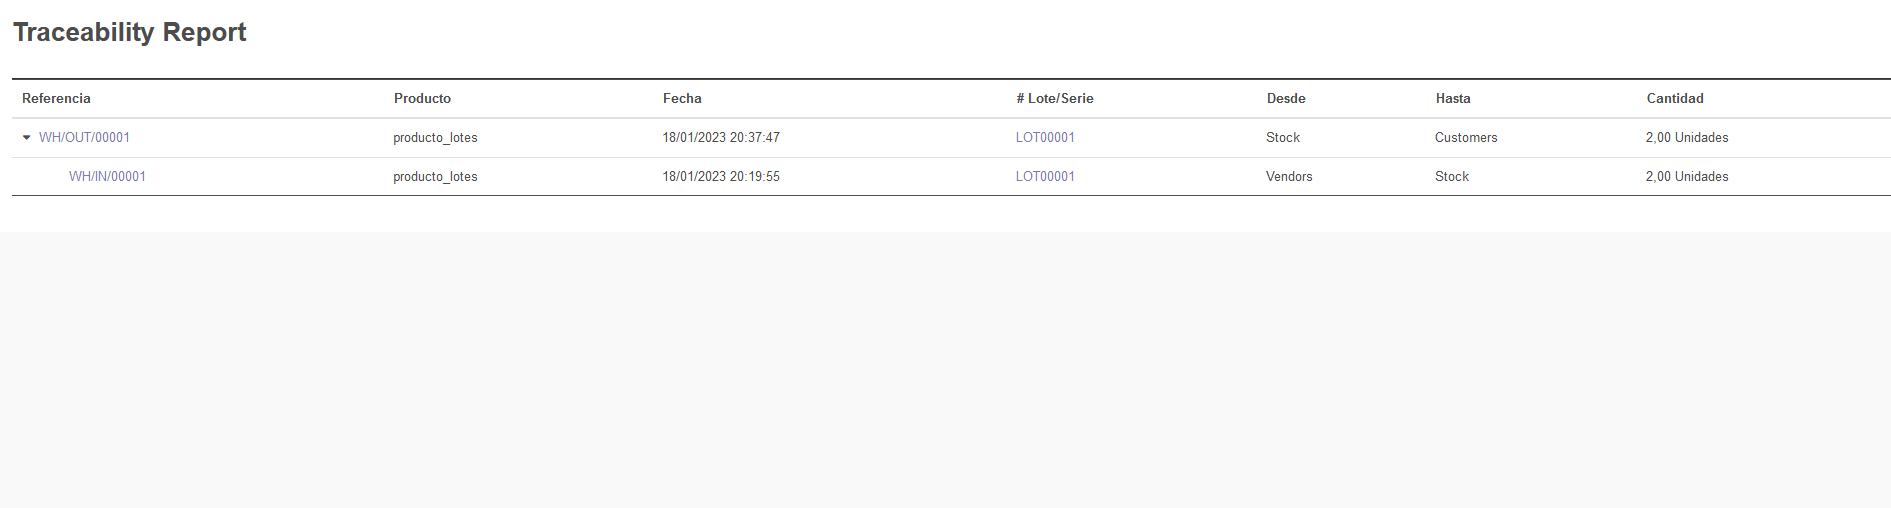 Traceability Report
Referencia Producto Fecha # Lote/Serie Desde Hasta Cantidad
WH/OUT/00001 producto_lotes 18/01/2023 20:37:47 LOT00001 Stock Customers 2,00 Unidades
WH/IN/00001 producto_lotes 18/01/2023 20:19:55 LOT00001 Vendors Stock 2,00 Unidades